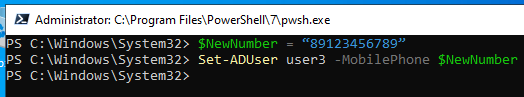 Administrator: C:\Program Files\PowerShell\7\pwsh.exe
PS C:\Windows\System32> $NewNumber = “89123456789”
PS C:\Windows\System32> Set-ADUser user3 -MobilePhone $NewNumber
PS C:\Windows\System32>